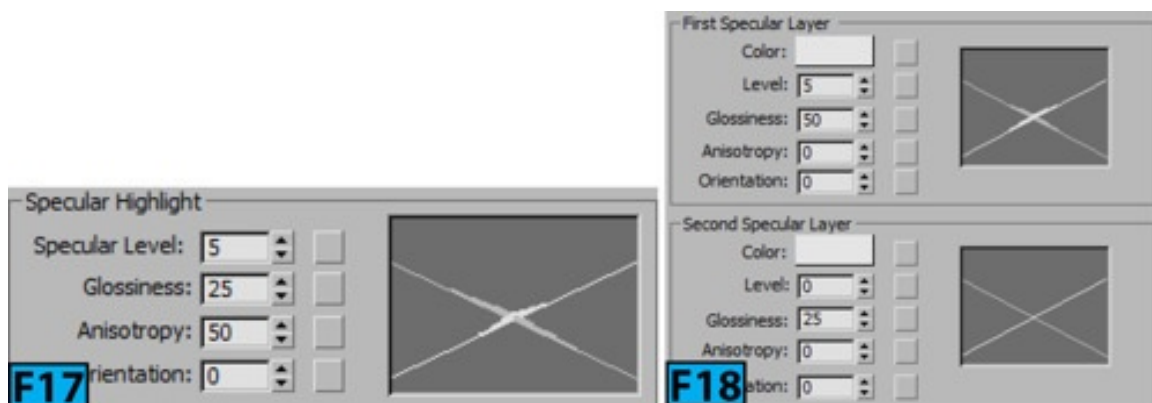 Specular Highlight
Specular Level: 5
Glossiness: 25
Anisotropy: 50
rientation: 0
F17
First Specular Layer
Color:
Level: 5
Glossiness: 50
Anisotropy: 0
Orientation: 0
Second Specular Layer
Color:
Level: 0
Glossiness: 25
Anisotropy: 0
ation: 0
F18